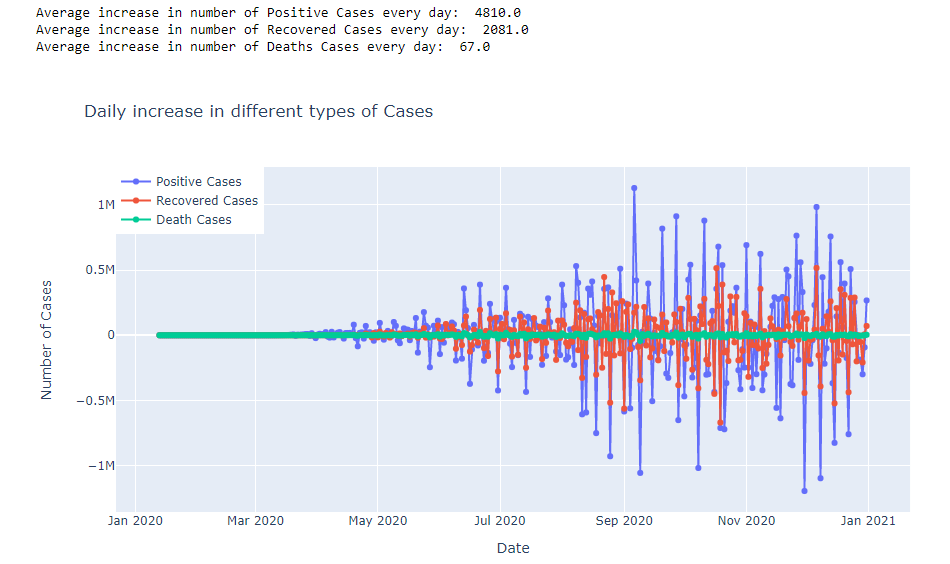 Average increase in number of Positive Cases every day:  4810.0
Average increase in number of Recovered Cases every day:  2081.0
Average increase in number of Deaths Cases every day:  67.0
Daily increase in different types of Cases
Positive Cases
Recovered Cases
Death Cases
1M
0.5M
0
−0.5M
−1M
Number of Cases
Jan 2020
Mar 2020
May 2020
Jul 2020
Sep 2020
Nov 2020
Jan 2021
Date